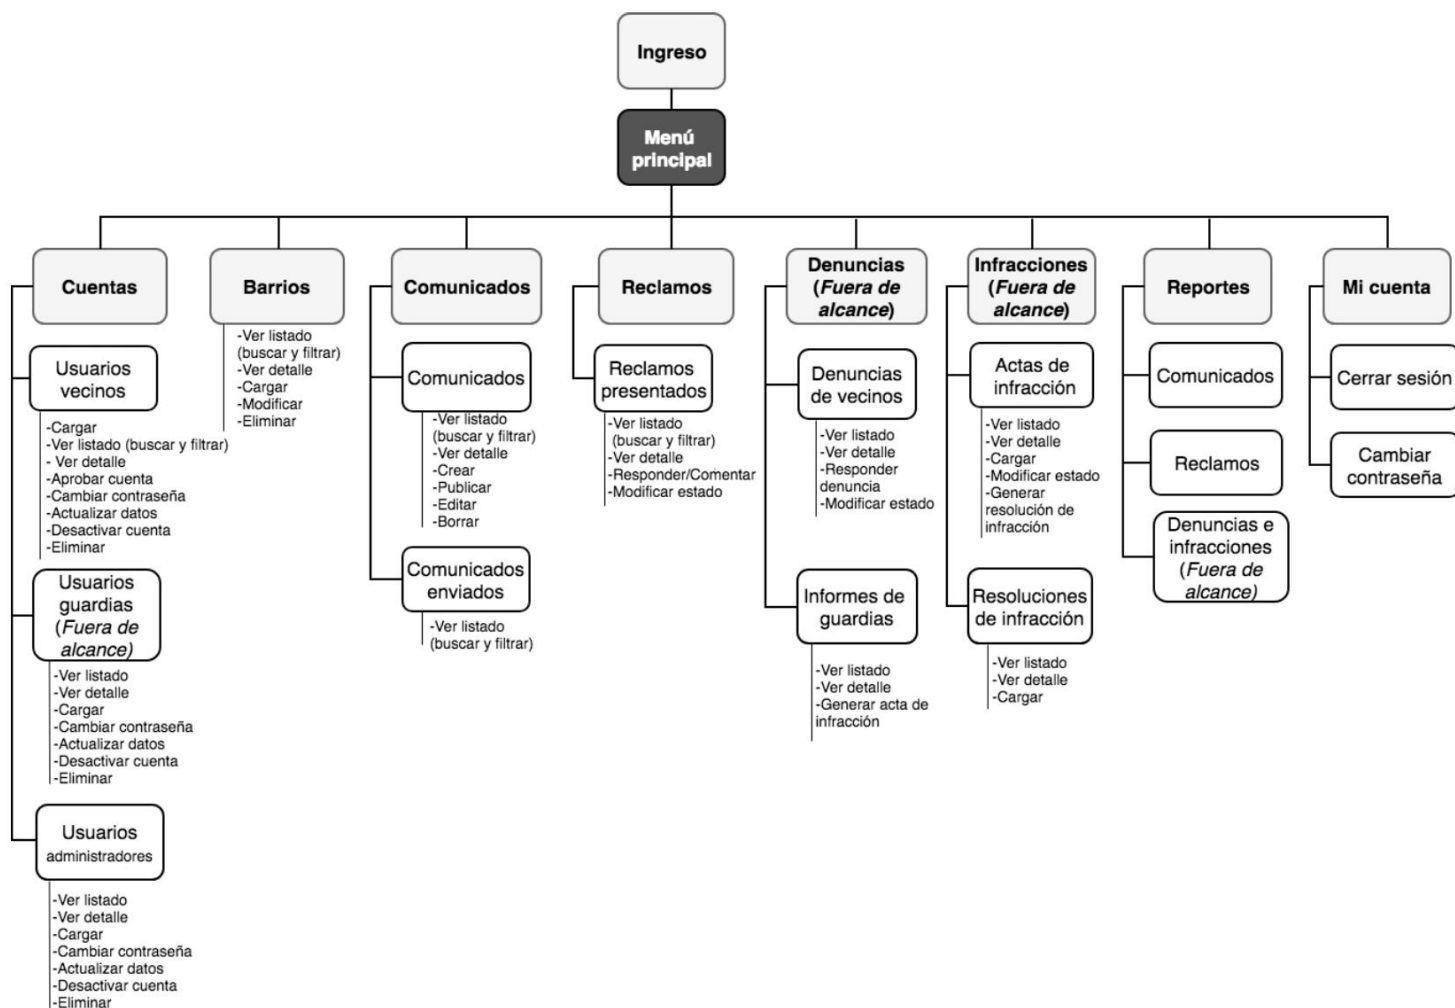 Ingreso
Menú
principal
Cuentas
Usuarios
vecinos
-Cargar
-Ver listado (buscar y filtrar)
- Ver detalle
-Aprobar cuenta
-Cambiar contraseña
-Actualizar datos
-Desactivar cuenta
-Eliminar
Usuarios
guardias
(Fuera de
alcance)
-Ver listado
-Ver detalle
-Cargar
-Cambiar contraseña
-Actualizar datos
-Desactivar cuenta
-Eliminar
Usuarios
administradores
-Ver listado
-Ver detalle
-Cargar
-Cambiar contraseña
-Actualizar datos
-Desactivar cuenta
-Eliminar
Barrios
-Ver listado
(buscar y filtrar)
-Ver detalle
-Cargar
-Modificar
-Eliminar
Comunicados
Comunicados
-Ver listado
(buscar y filtrar)
-Ver detalle
-Crear
-Publicar
-Editar
-Borrar
Comunicados
enviados
-Ver listado
(buscar y filtrar)
Reclamos
Reclamos
presentados
-Ver listado
(buscar y filtrar)
-Ver detalle
-Responder/Comentar
-Modificar estado
Denuncias
(Fuera de
alcance)
Denuncias
de vecinos
-Ver listado
-Ver detalle
-Responder
denuncia
-Modificar estado
Informes de
guardias
-Ver listado
-Ver detalle
-Generar acta de
infracción
Infracciones
(Fuera de
alcance)
Actas de
infracción
-Ver listado
-Ver detalle
-Cargar
-Modificar estado
-Generar
resolución de
infracción
Resoluciones
de infracción
-Ver listado
-Ver detalle
-Cargar
Reportes
Comunicados
Reclamos
Denuncias e
infracciones
(Fuera de
alcance)
Mi cuenta
Cerrar sesión
Cambiar
contraseña